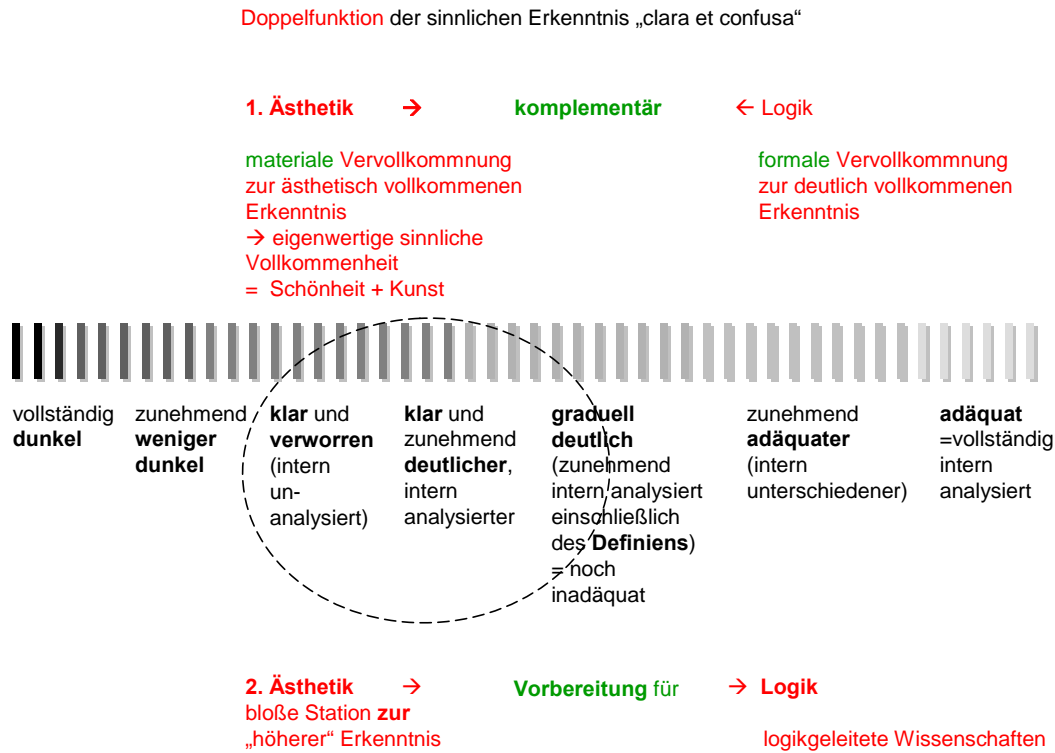 Doppelfunktion der sinnlichen Erkenntnis „clara et confusa“
1. Ästhetik → komplementär ← Logik
materiale Vervollkommnung
zur ästhetisch vollkommenen
Erkenntnis
→ eigenwertige sinnliche
Vollkommenheit
= Schönheit + Kunst
formale Vervollkommnung
zur deutlich vollkommenen
Erkenntnis
vollständig
dunkel
zunehmend
weniger
dunkel
klar und
verworren
(intern
un-
analysiert)
klar und
zunehmend
deutlicher,
intern
analysierter
graduell
deutlich
(zunehmend
intern analysiert
einschließlich
des Definiens)
= noch
inadäquat
zunehmend
adäquater
(intern
unterschiedener)
adäquat
=vollständig
intern
analysiert
2. Ästhetik → Vorbereitung für → Logik
bloße Station zur
„höherer“ Erkenntnis
logikgeleitete Wissenschaften